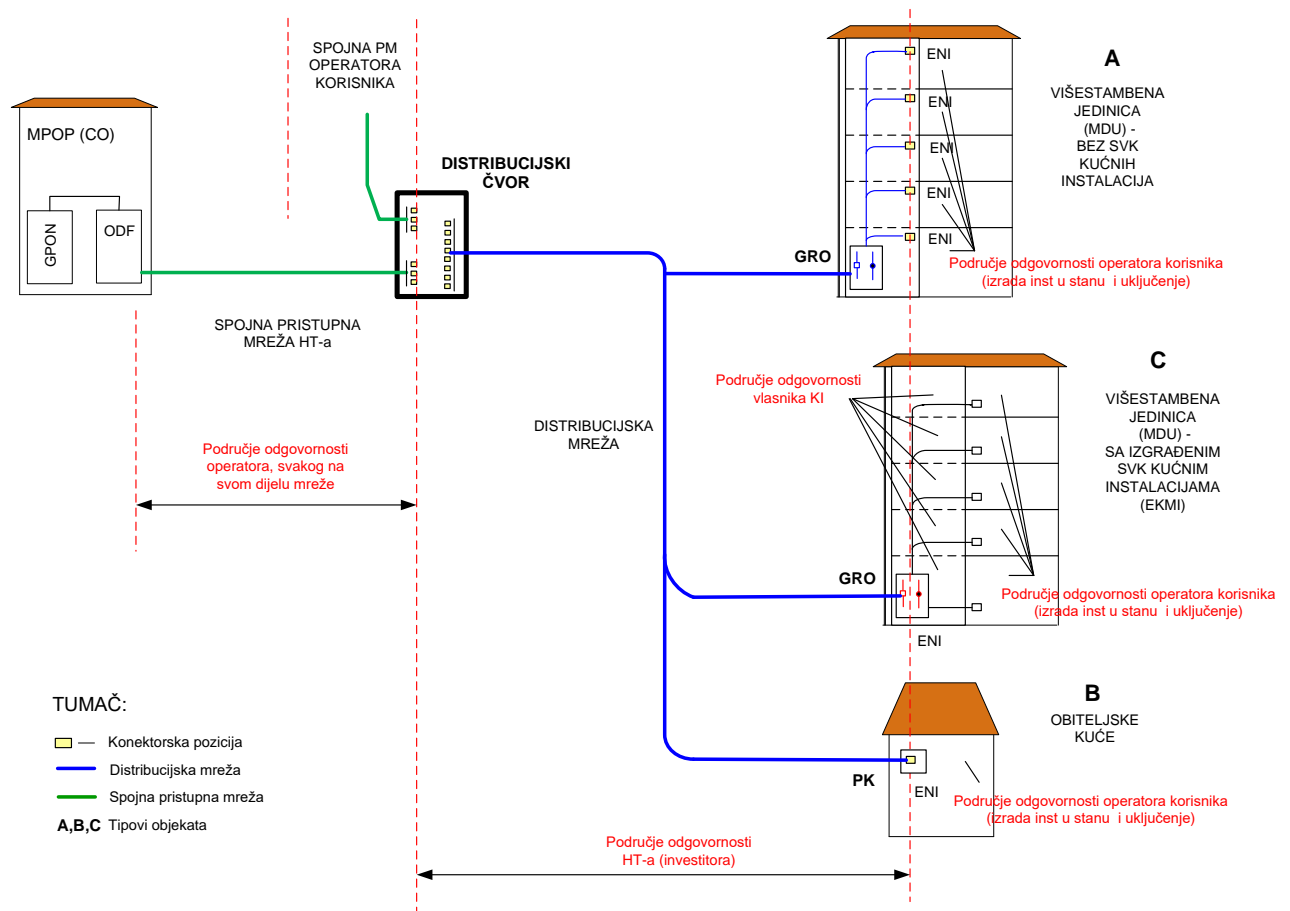 SPOJNA PM
OPERATORA
KORISNIKA
MPOP (CO)
GPON
ODF
DISTRIBUCIJSKI
ČVOR
SPOJNA PRISTUPNA
MREŽA HT-a
Područje odgovornosti
operatora, svakog na
svom dijelu mreže
DISTRIBUCIJSKA
MREŽA
ENI
ENI
ENI
ENI
ENI
GRO
A
VIŠESTAMBENA
JEDINICA
(MDU) -
BEZ SVK
KUĆNIH
INSTALACIJA
Područje odgovornosti operatora korisnika
(izrada inst u stanu i uključenje)
Područje odgovornosti
vlasnika KI
C
VIŠESTAMBENA
JEDINICA
(MDU) -
SA IZGRAĐENIM
SVK KUĆNIM
INSTALACIJAMA
(EKMI)
GRO
ENI
Područje odgovornosti operatora korisnika
(izrada inst u stanu i uključenje)
B
OBITELJSKE
KUĆE
PK
ENI
Područje odgovornosti operatora korisnika
(izrada inst u stanu i uključenje)
TUMAČ:
Konektorska pozicija
Distribucijska mreža
Spojna pristupna mreža
A,B,C Tipovi objekata
Područje odgovornosti
HT-a (investitora)